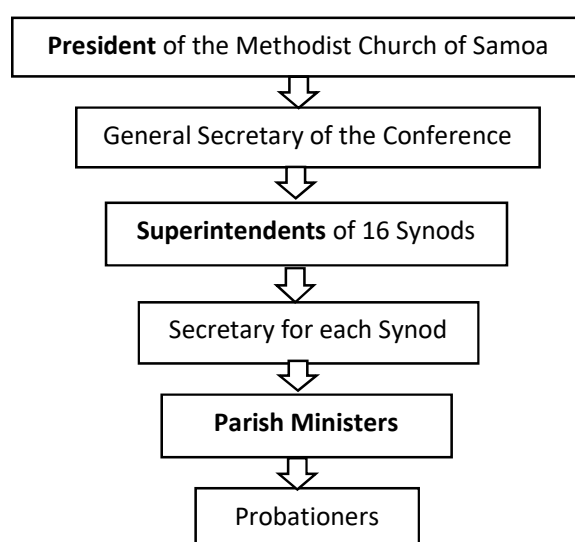 President of the Methodist Church of Samoa
General Secretary of the Conference
Superintendents of 16 Synods
Secretary for each Synod
Parish Ministers
Probationers